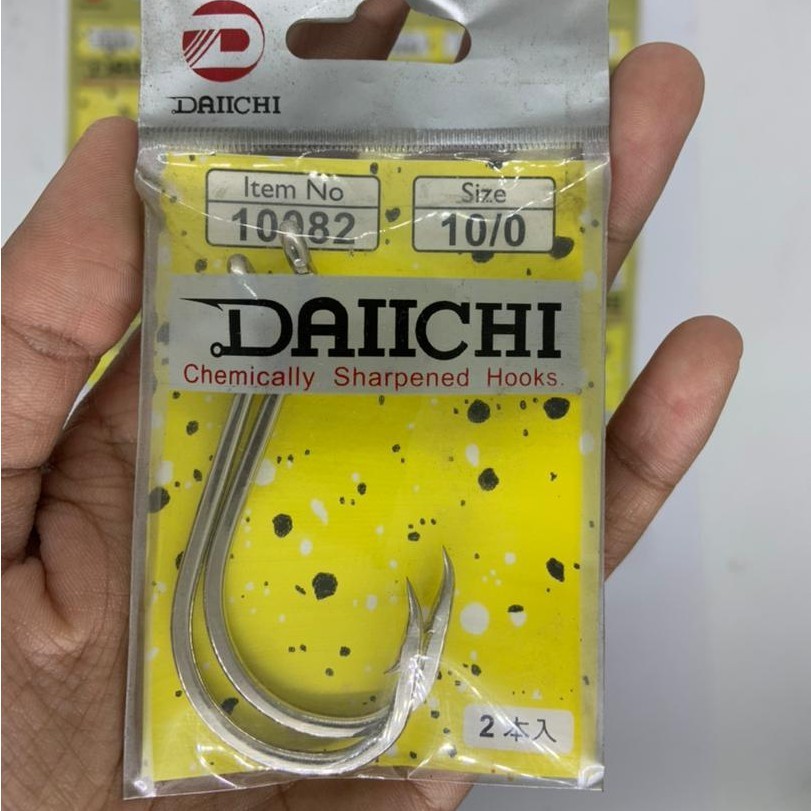 DAIICHI
Item No
10082
Size
10/0
DAIICHI
Chemically Sharpened Hooks.
2本入